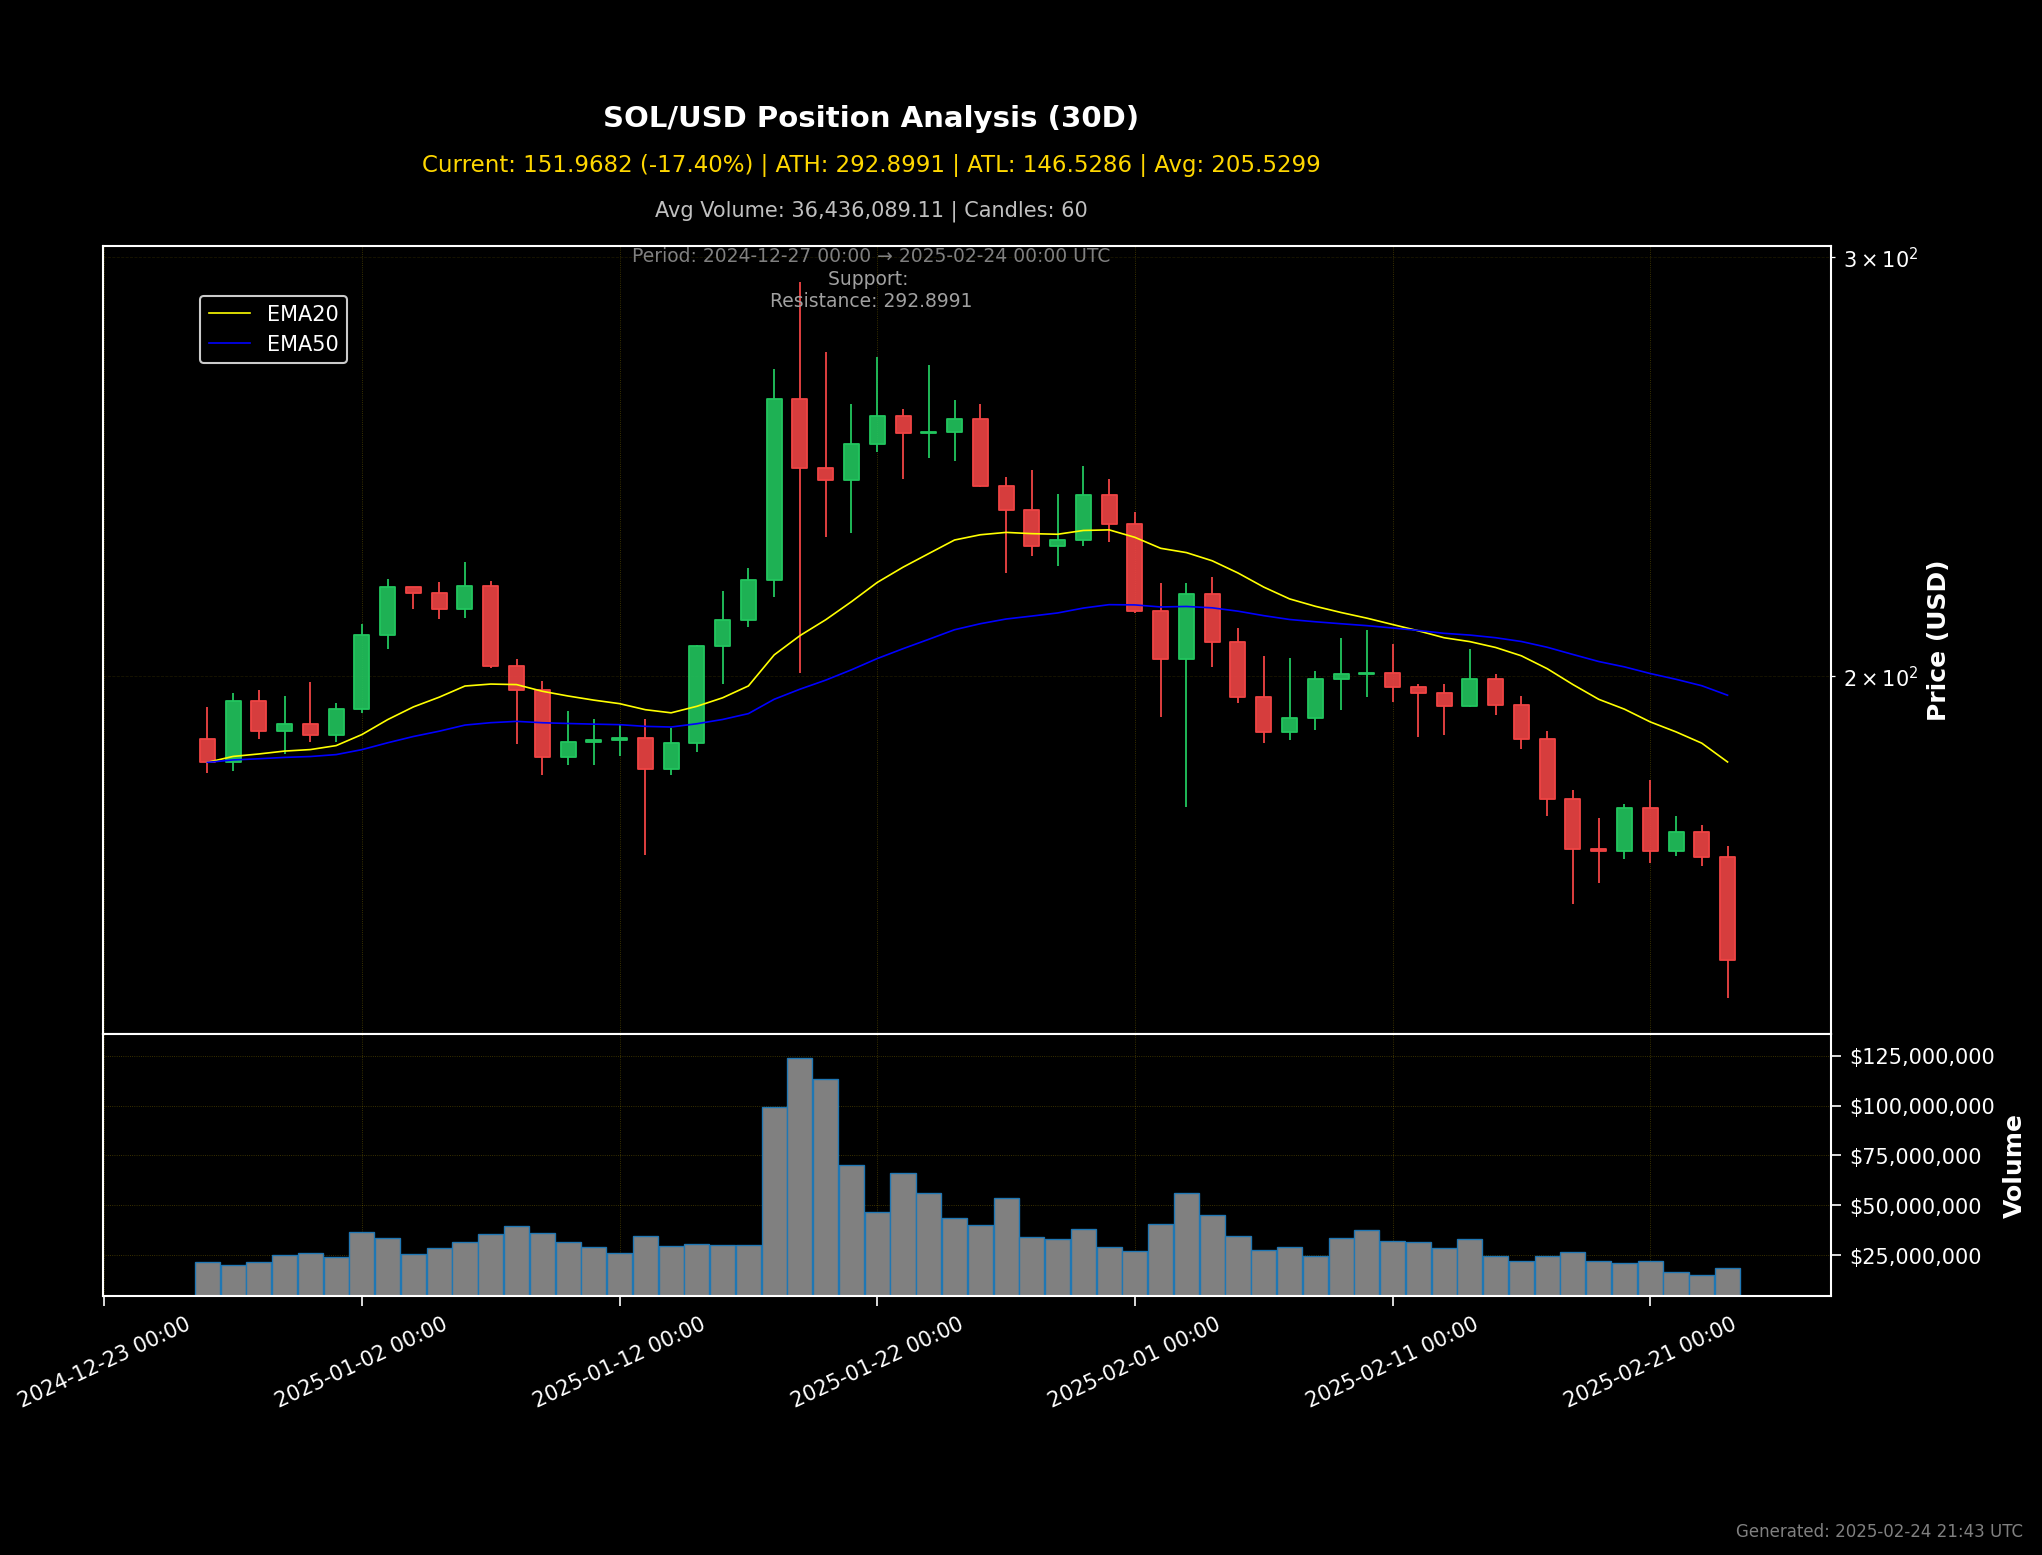 SOL/USD Position Analysis (30D)
Current: 151.9682 (-17.40%) | ATH: 292.8991 | ATL: 146.5286 | Avg: 205.5299
Avg Volume: 36,436,089.11 | Candles: 60
Period: 2024-12-27 00:00 → 2025-02-24 00:00 UTC
Support:
Resistance: 292.8991
EMA20
EMA50
3 × 10²
2 × 10²
Price (USD)
$125,000,000
$100,000,000
$75,000,000
$50,000,000
$25,000,000
Volume
2024-12-23 00:00
2025-01-02 00:00
2025-01-12 00:00
2025-01-22 00:00
2025-02-01 00:00
2025-02-11 00:00
2025-02-21 00:00
Generated: 2025-02-24 21:43 UTC